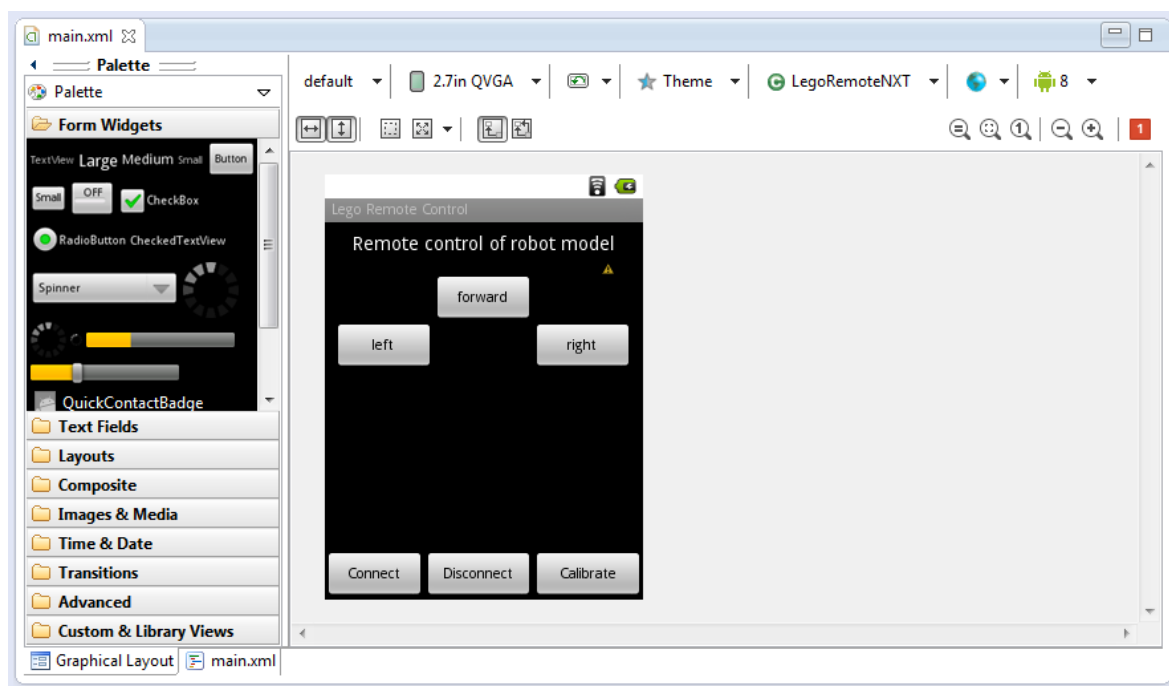 main.xml
Palette
Palette
Form Widgets
TextView Large Medium Small Button
Small OFF CheckBox
RadioButton CheckedTextView
Spinner
QuickContactBadge
Text Fields
Layouts
Composite
Images & Media
Time & Date
Transitions
Advanced
Custom & Library Views
Graphical Layout main.xml
default 2.7in QVGA Theme LegoRemoteNXT 8
1 1
Lego Remote Control
Remote control of robot model
forward
left right
Connect Disconnect Calibrate